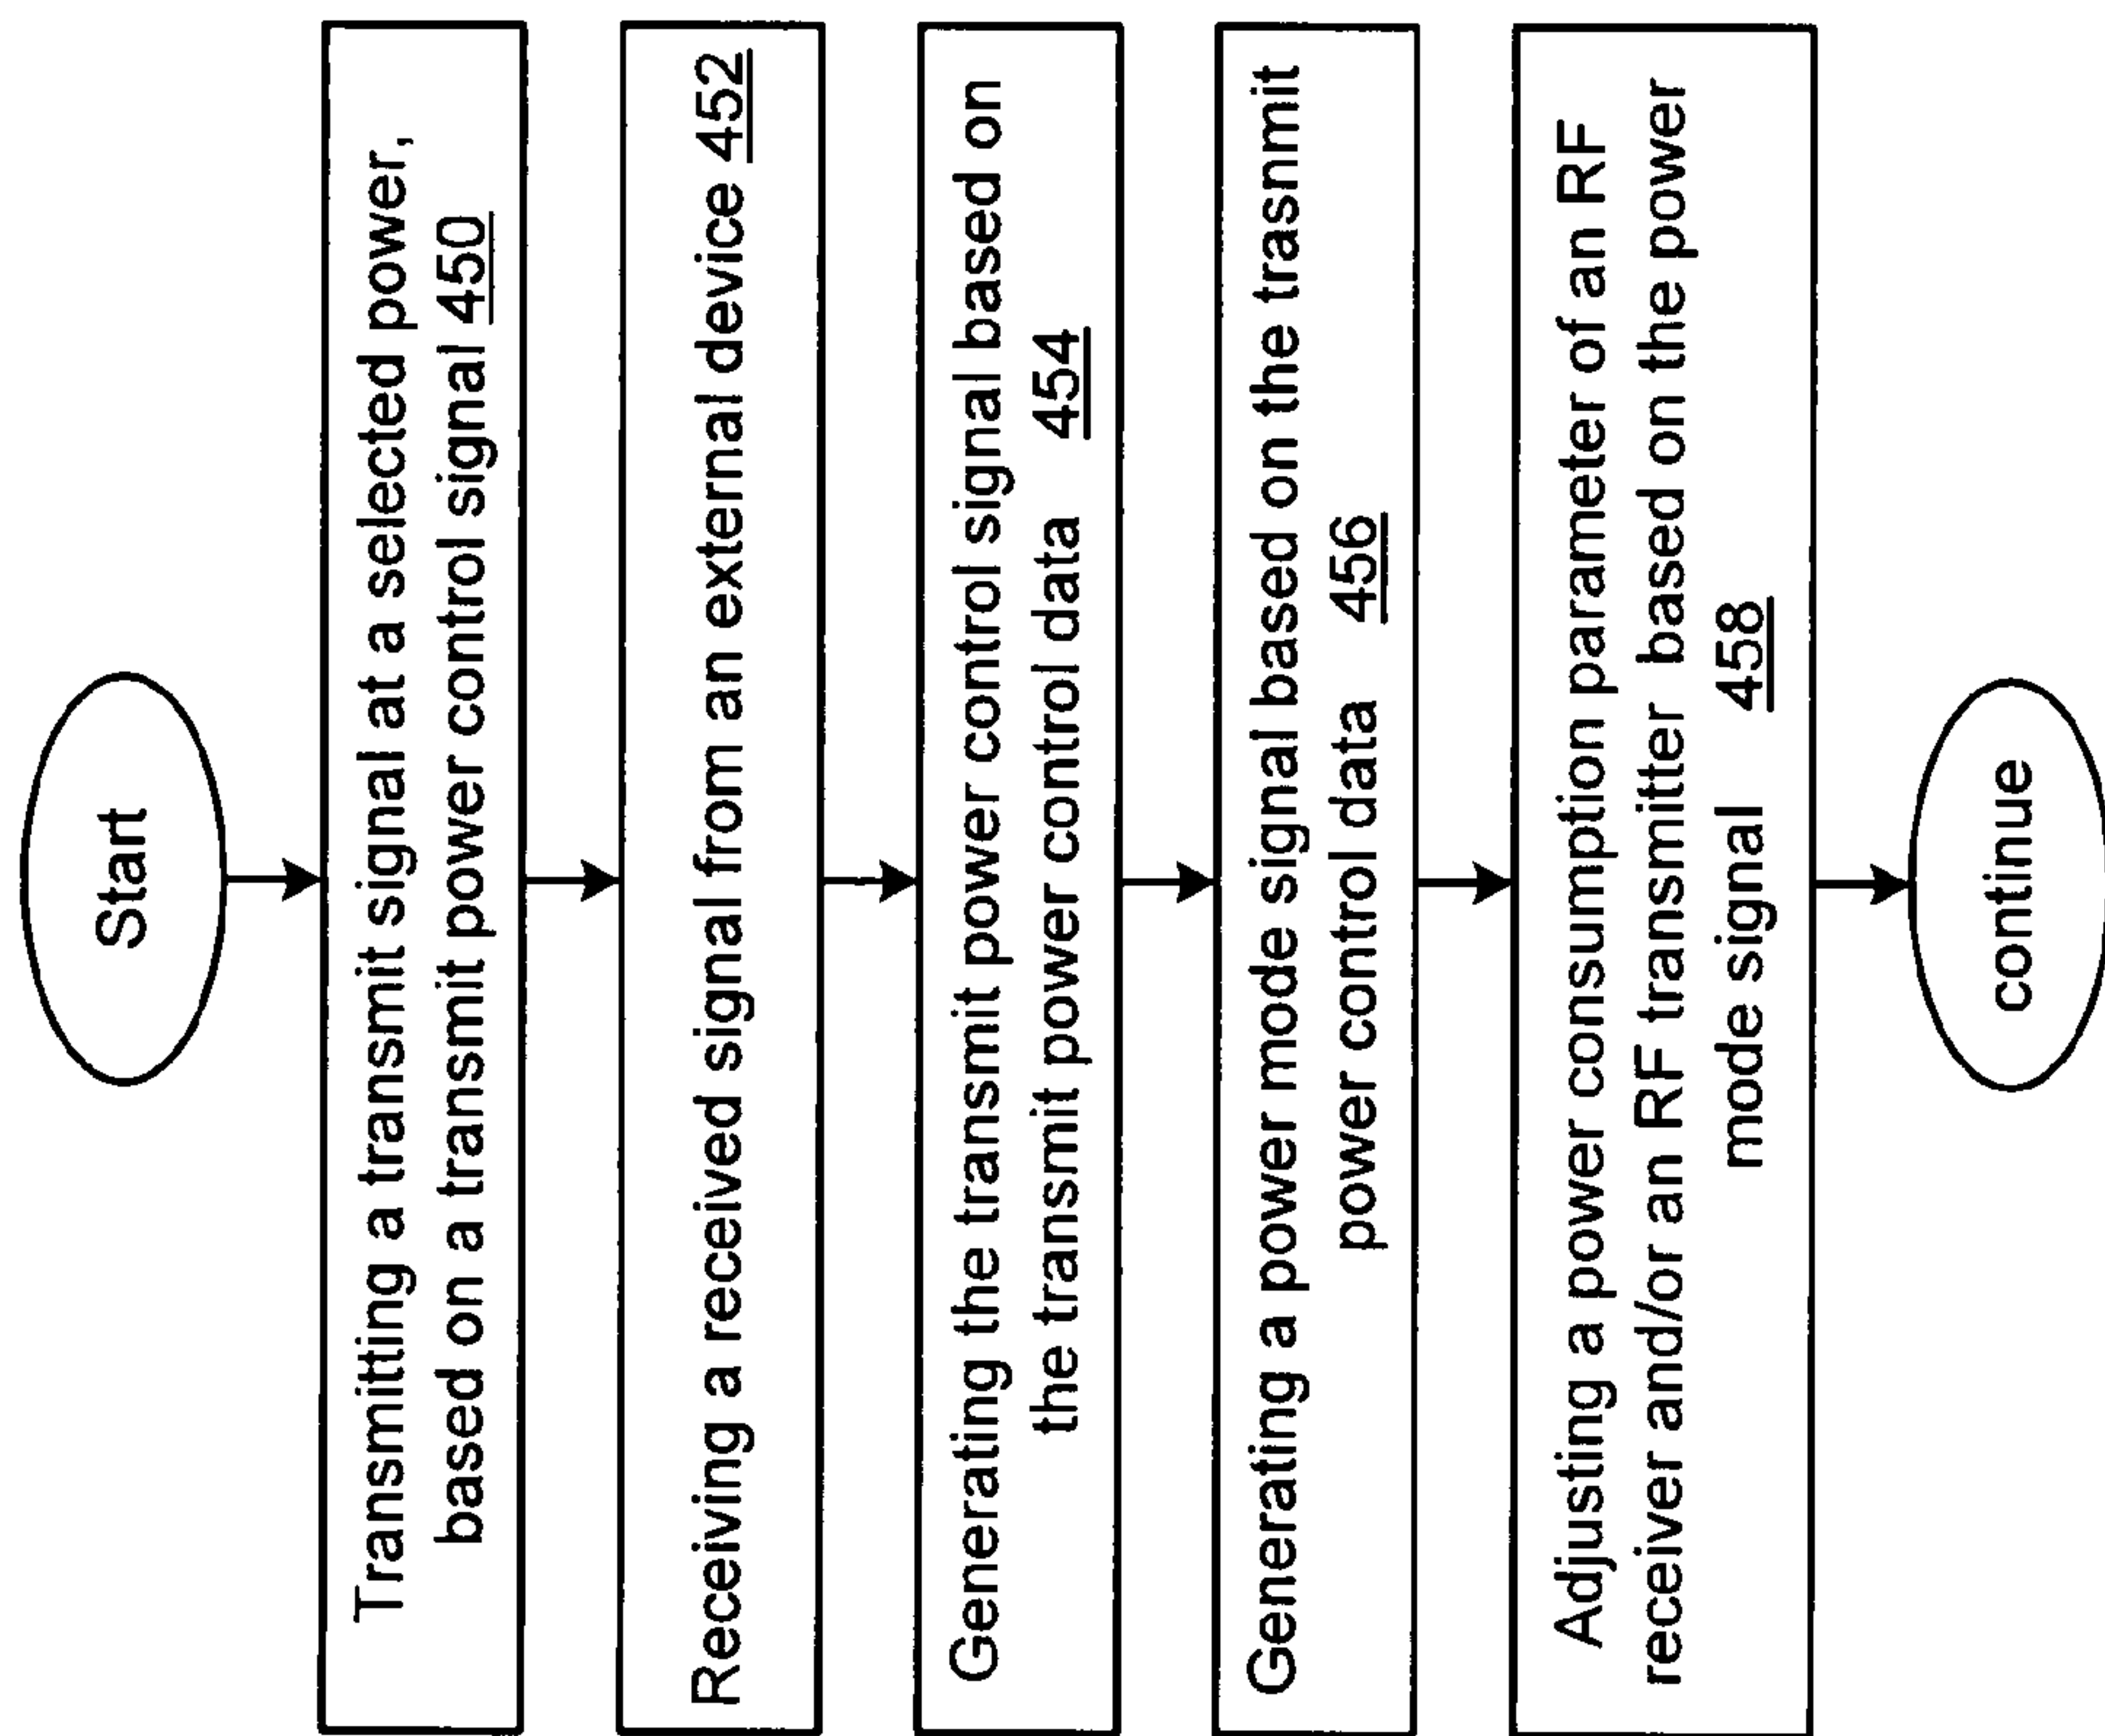 Start
Transmitting a transmit signal at a selected power,
based on a transmit power control signal 450
Receiving a received signal from an external device 452
Generating the transmit power control signal based on
the transmit power control data 454
Generating a power mode signal based on the trasnmit
power control data 456
Adjusting a power consumption parameter of an RF
receiver and/or an RF transmitter based on the power
mode signal 458
continue